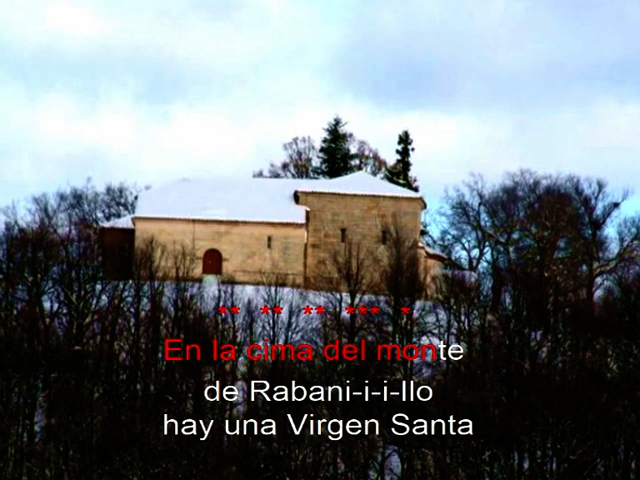 ** ** ** *** *
En la cima del monte
de Rabani-i-i-llo
hay una Virgen Santa